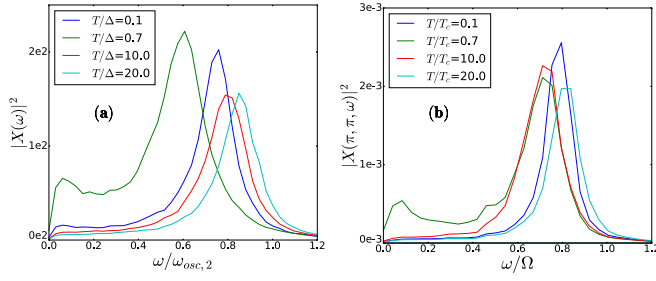 T/Δ=0.1
T/Δ=0.7
T/Δ=10.0
T/Δ=20.0
(a)
|X(ω)|²
2e2
1e2
0e2
0.0 0.2 0.4 0.6 0.8 1.0 1.2
ω/ω_{osc,2}
T/T_c=0.1
T/T_c=0.7
T/T_c=10.0
T/T_c=20.0
(b)
|X(π, π, ω)|²
3e-3
2e-3
1e-3
0e-3
0.0 0.2 0.4 0.6 0.8 1.0 1.2
ω/Ω